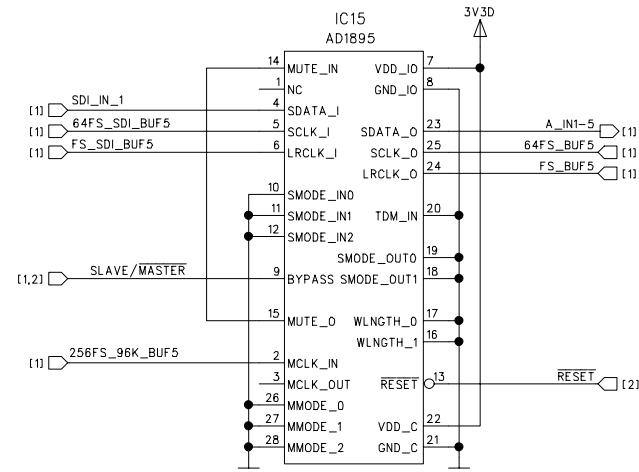 3V3D
IC15
AD1895
14 MUTE_IN VDD_IO 7
1 NC GND_IO 8
[1] SDI_IN_1 4 SDATA_I
[1] 64FS_SDI_BUF5 5 SCLK_I SDATA_O 23 A_IN1-5 [1]
[1] FS_SDI_BUF5 6 LRCLK_I SCLK_O 25 64FS_BUF5 [1]
LRCLK_O 24 FS_BUF5 [1]
10 SMODE_IN0
11 SMODE_IN1 TDM_IN 20
12 SMODE_IN2
SMODE_OUT0 19
[1,2] SLAVE/MASTER 9 BYPASS SMODE_OUT1 18
15 MUTE_O WLNGTH_0 17
WLNGTH_1 16
[1] 256FS_96K_BUF5 2 MCLK_IN
3 MCLK_OUT RESET 13 RESET [2]
26 MMODE_0
27 MMODE_1 VDD_C 22
28 MMODE_2 GND_C 21